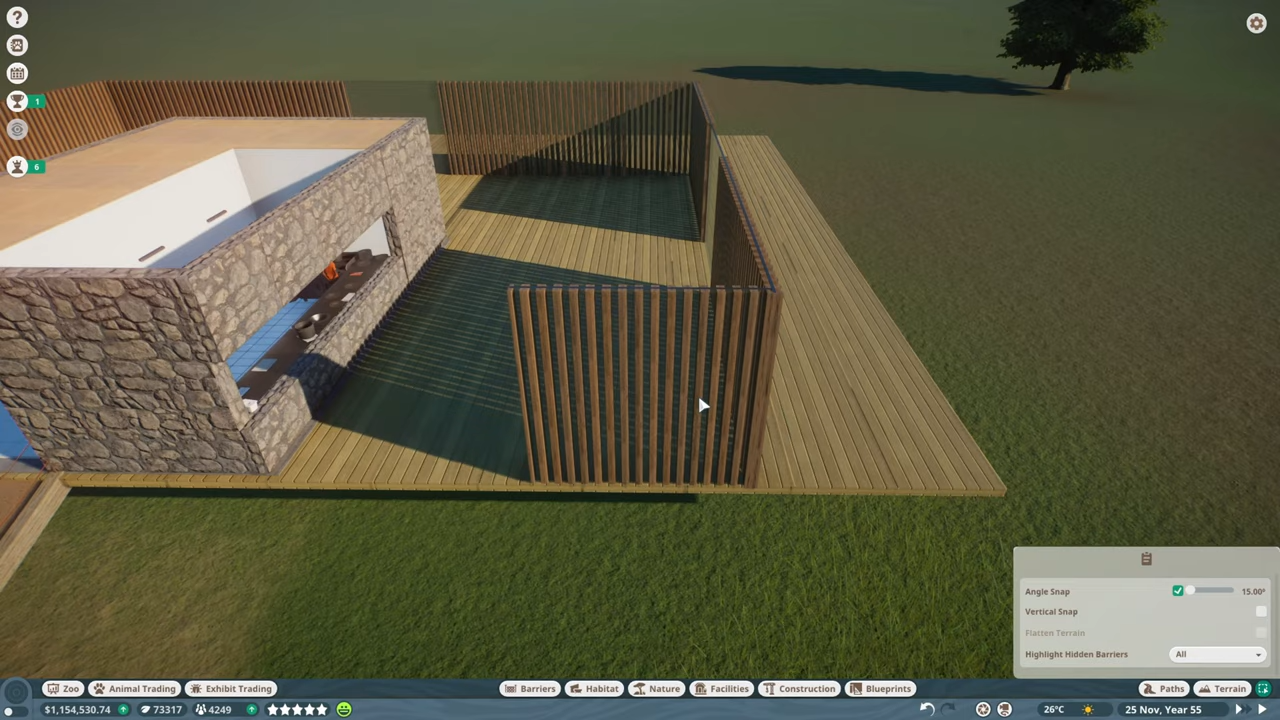 ?
1
6
Angle Snap 15.00°
Vertical Snap
Flatten Terrain
Highlight Hidden Barriers All
Zoo Animal Trading Exhibit Trading Barriers Habitat Nature Facilities Construction Blueprints Paths Terrain
$1,154,530.74 73317 4249 26°C 25 Nov, Year 55